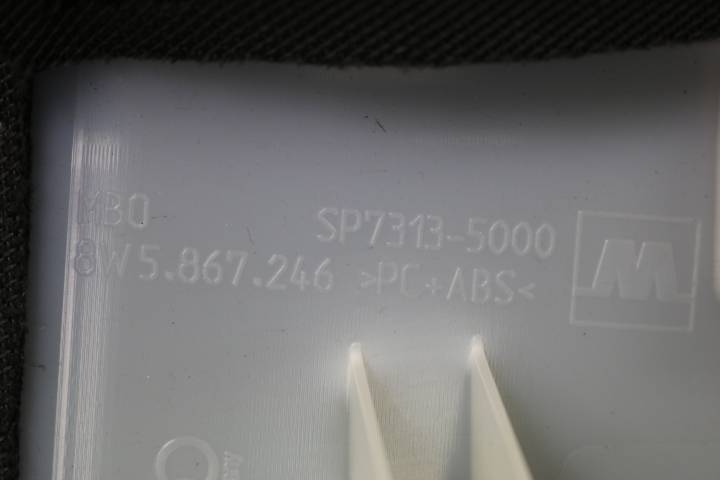 MBO
SP7313-5000
8W5.867.246 >PC+ABS<
M